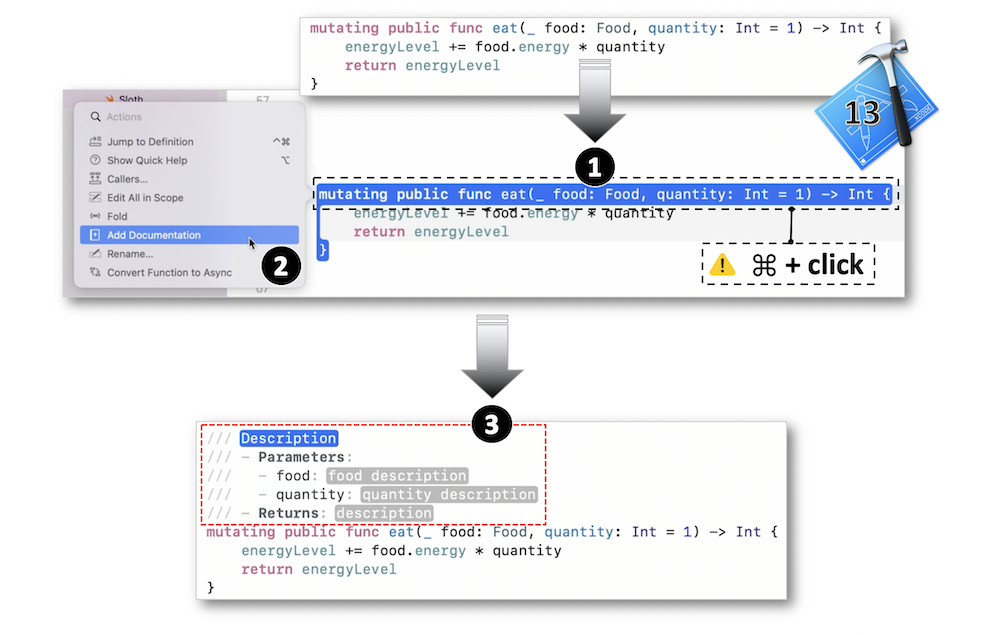 mutating public func eat(_ food: Food, quantity: Int = 1) -> Int {
energyLevel += food.energy * quantity
return energyLevel
}
13
XCODE
Sloth
57
Actions
Jump to Definition ^⌘
Show Quick Help ⌥
Callers...
Edit All in Scope
Fold
Add Documentation
Rename...
Convert Function to Async
2
67
1
mutating public func eat(_ food: Food, quantity: Int = 1) -> Int {
energyLevel += food.energy * quantity
return energyLevel
}
⌘ + click
3
/// Description
/// - Parameters:
///   - food: food description
///   - quantity: quantity description
/// - Returns: description
mutating public func eat(_ food: Food, quantity: Int = 1) -> Int {
energyLevel += food.energy * quantity
return energyLevel
}